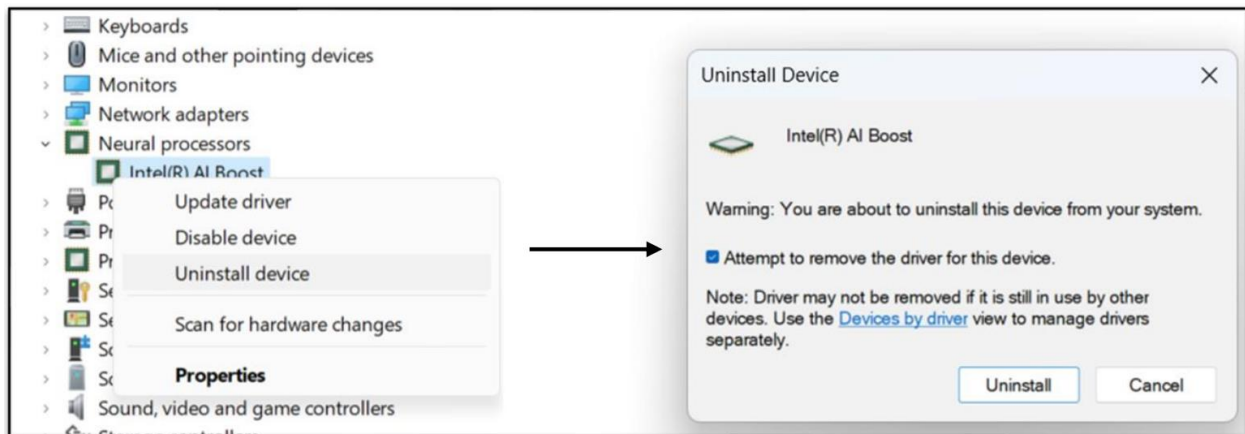 Keyboards
Mice and other pointing devices
Monitors
Network adapters
Neural processors
Intel(R) AI Boost
Update driver
Disable device
Uninstall device
Scan for hardware changes
Properties
Sound, video and game controllers
Uninstall Device
Intel(R) AI Boost
Warning: You are about to uninstall this device from your system.
Attempt to remove the driver for this device.
Note: Driver may not be removed if it is still in use by other
devices. Use the Devices by driver view to manage drivers
separately.
Uninstall
Cancel